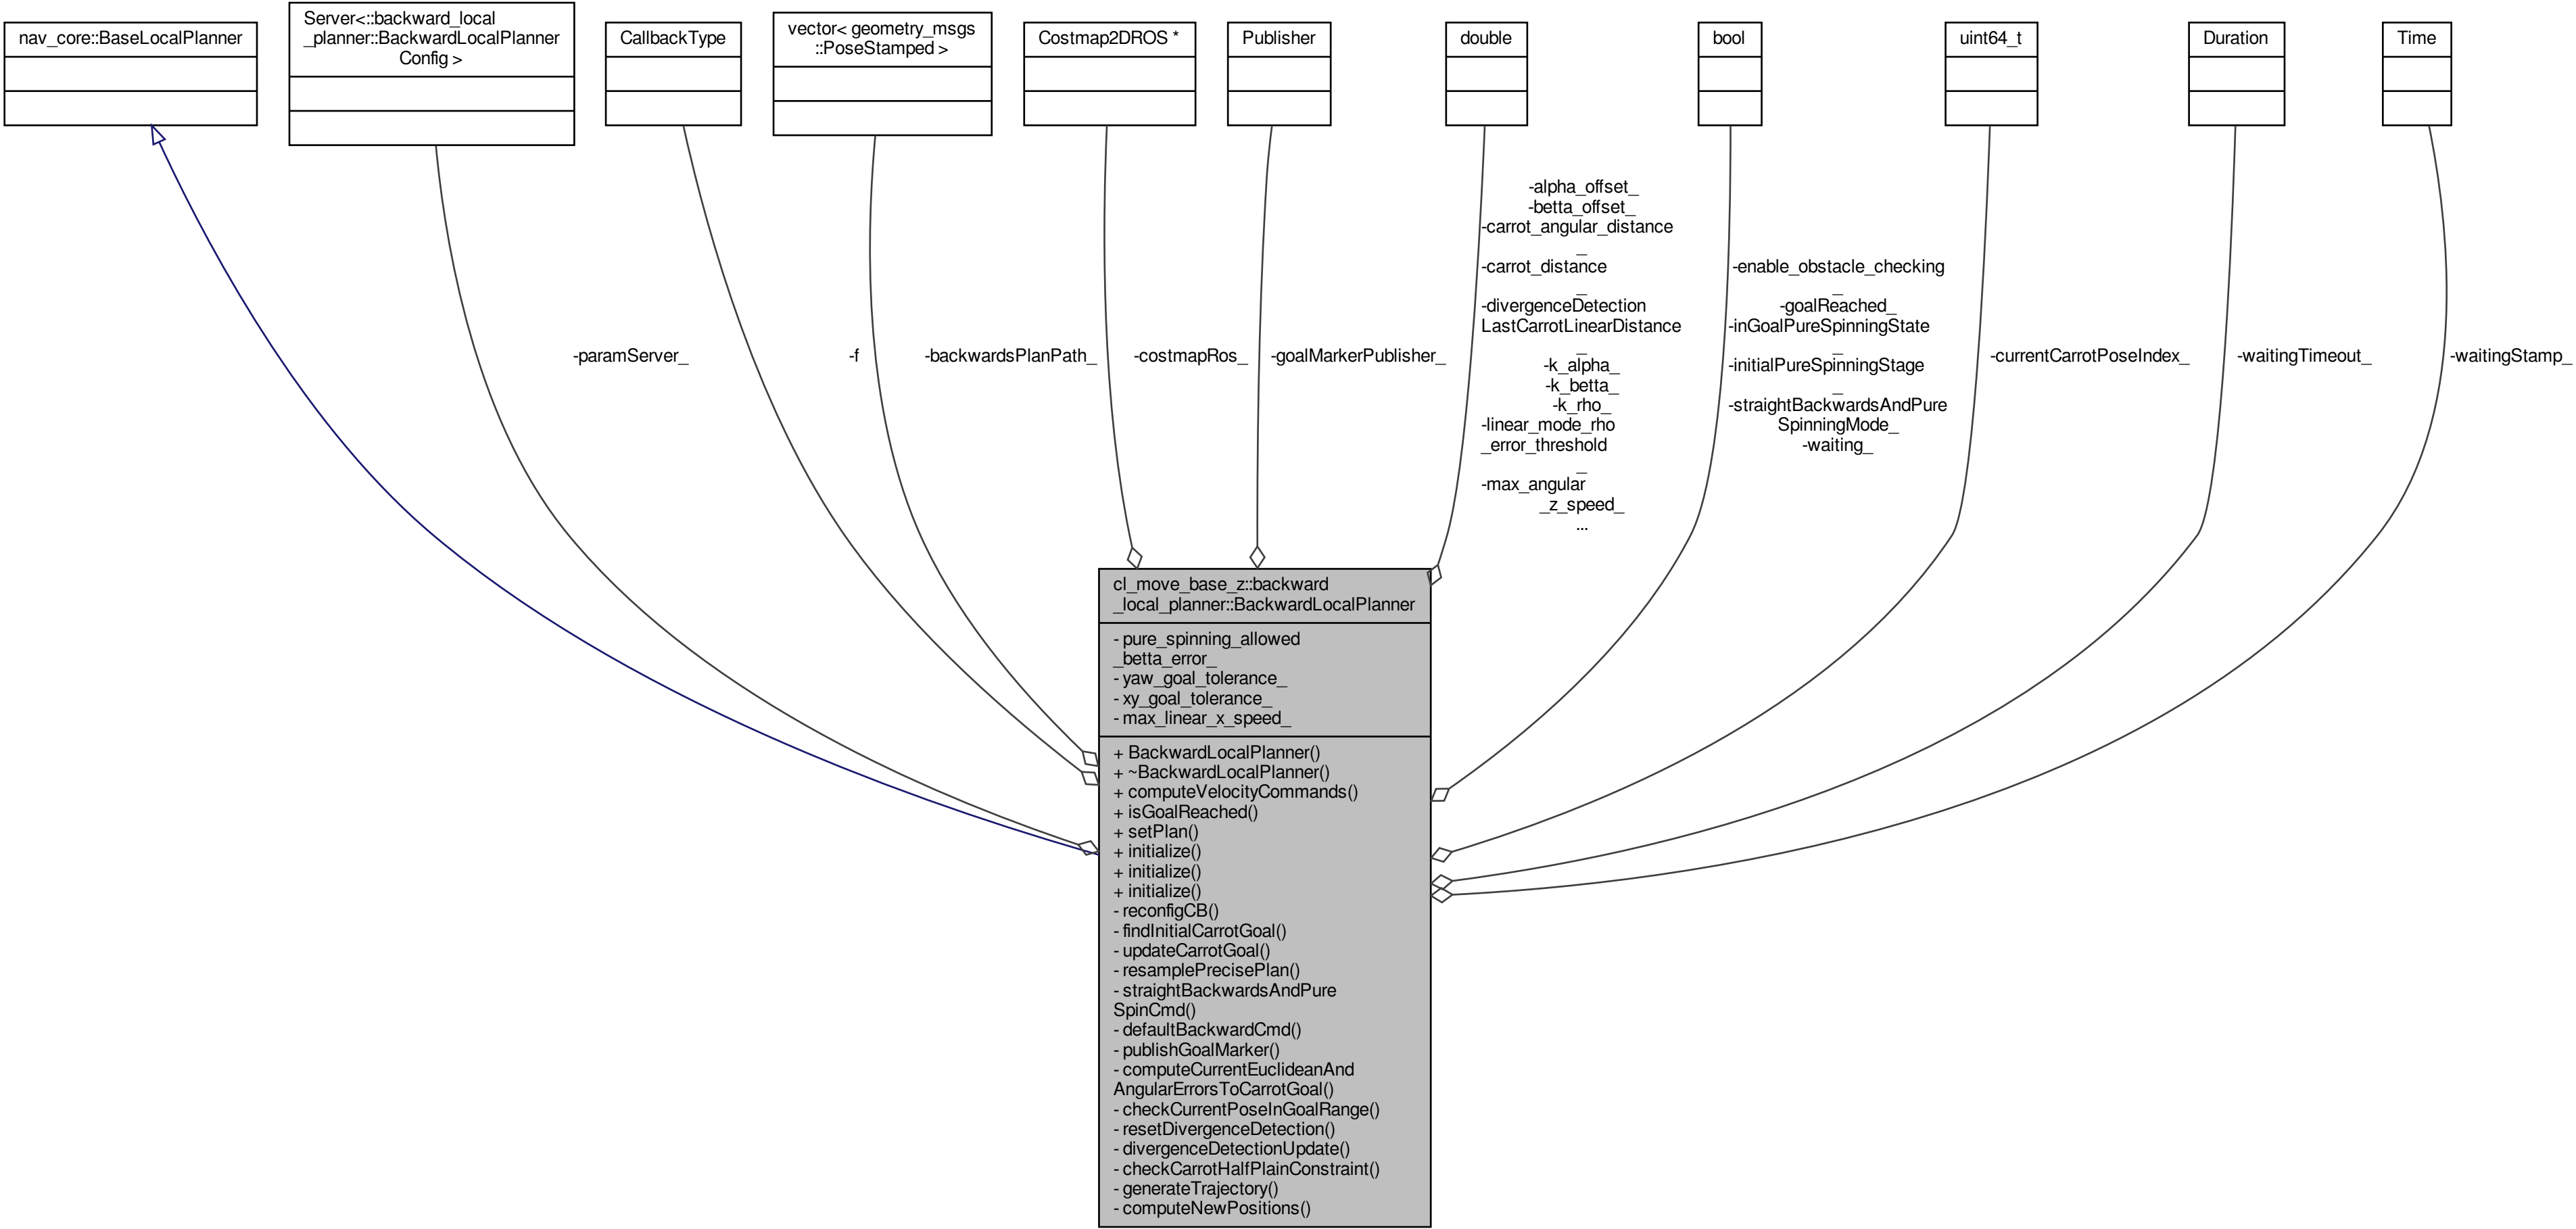 nav_core::BaseLocalPlanner
Server<::backward_local
_planner::BackwardLocalPlanner
Config >
CallbackType
vector< geometry_msgs
::PoseStamped >
Costmap2DROS *
Publisher
double
bool
uint64_t
Duration
Time
-paramServer_
-f
-backwardsPlanPath_
-costmapRos_
-goalMarkerPublisher_
-alpha_offset_
-betta_offset_
-carrot_angular_distance
_
-carrot_distance
_
-divergenceDetection
LastCarrotLinearDistance
_
-k_alpha_
-k_betta_
-k_rho_
-linear_mode_rho
_error_threshold
_
-max_angular
_z_speed_
...
-enable_obstacle_checking
_
-goalReached_
-inGoalPureSpinningState
_
-initialPureSpinningStage
_
-straightBackwardsAndPure
SpinningMode_
-waiting_
-currentCarrotPoseIndex_
-waitingTimeout_
-waitingStamp_
cl_move_base_z::backward
_local_planner::BackwardLocalPlanner
- pure_spinning_allowed
_betta_error_
- yaw_goal_tolerance_
- xy_goal_tolerance_
- max_linear_x_speed_
+ BackwardLocalPlanner()
+ ~BackwardLocalPlanner()
+ computeVelocityCommands()
+ isGoalReached()
+ setPlan()
+ initialize()
+ initialize()
+ initialize()
- reconfigCB()
- findInitialCarrotGoal()
- updateCarrotGoal()
- resamplePrecisePlan()
- straightBackwardsAndPure
SpinCmd()
- defaultBackwardCmd()
- publishGoalMarker()
- computeCurrentEuclideanAnd
AngularErrorsToCarrotGoal()
- checkCurrentPoseInGoalRange()
- resetDivergenceDetection()
- divergenceDetectionUpdate()
- checkCarrotHalfPlainConstraint()
- generateTrajectory()
- computeNewPositions()